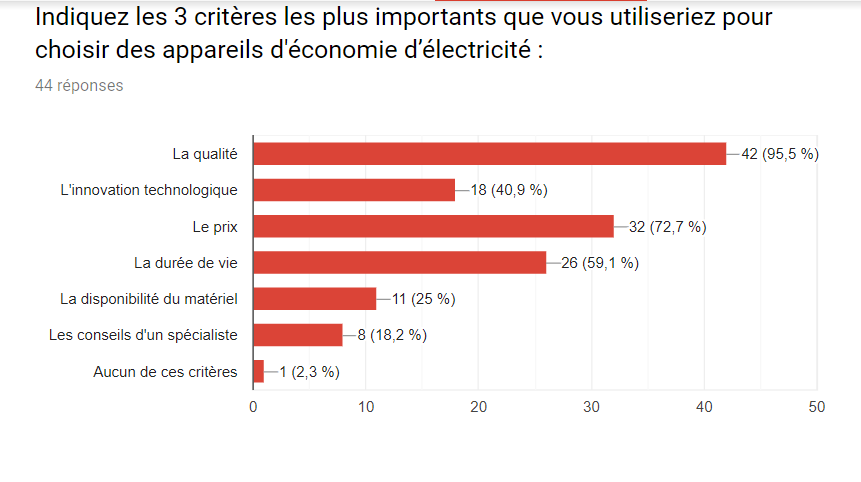 Indiquez les 3 critères les plus importants que vous utiliseriez pour
choisir des appareils d'économie d’électricité :
44 réponses
La qualité 42 (95,5 %)
L'innovation technologique 18 (40,9 %)
Le prix 32 (72,7 %)
La durée de vie 26 (59,1 %)
La disponibilité du matériel 11 (25 %)
Les conseils d'un spécialiste 8 (18,2 %)
Aucun de ces critères 1 (2,3 %)
0 10 20 30 40 50